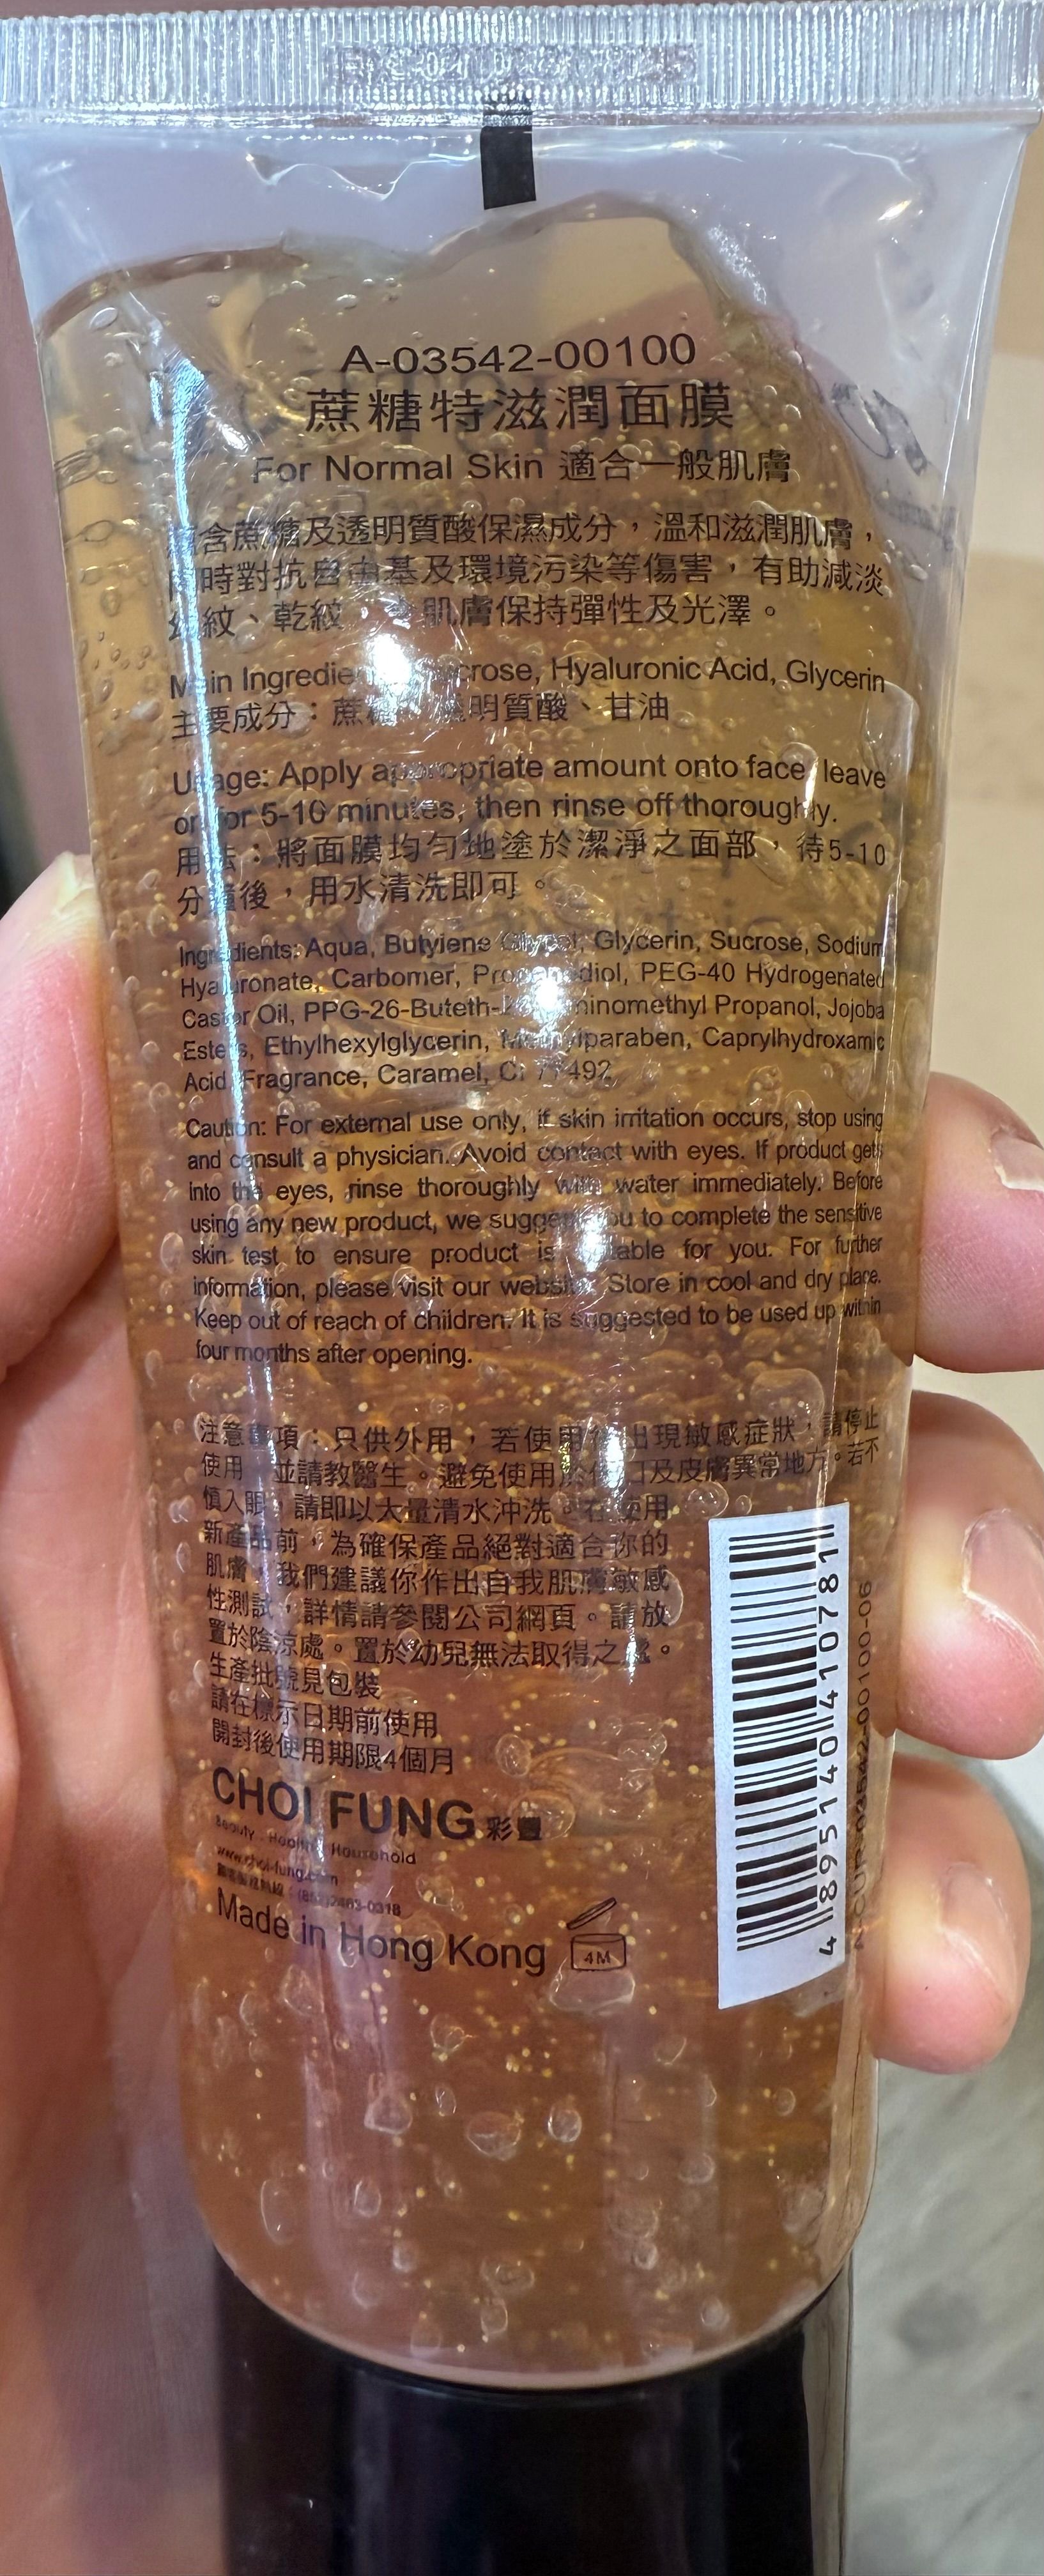 A-03542-00100
蔗糖特滋潤面膜
For Normal Skin 適合一般肌膚
含蔗糖及透明質酸保濕成分，溫和滋潤肌膚，
同時對抗自由基及環境污染等傷害，有助減淡
幼紋、乾紋，令肌膚保持彈性及光澤。
Main Ingredients: Sucrose, Hyaluronic Acid, Glycerin
主要成分：蔗糖、透明質酸、甘油
Usage: Apply appropriate amount onto face, leave
on for 5-10 minutes, then rinse off thoroughly.
用法：將面膜均勻地塗於潔淨之面部，待5-10
分鐘後，用水清洗即可。
Ingredients: Aqua, Butylene Glycol, Glycerin, Sucrose, Sodium
Hyaluronate, Carbomer, Propanediol, PEG-40 Hydrogenated
Castor Oil, Aminomethyl Propanol, Jojoba
Esters, Ethylhexylglycerin, Methylparaben, Caprylhydroxamic
Acid, Fragrance, Caramel, CI 77492
Caution: For external use only, if skin irritation occurs, stop using
and consult a physician. Avoid contact with eyes. If product gets
into the eyes, rinse thoroughly with water immediately. Before
using any new product, we suggest you to complete the sensitive
skin test to ensure product is suitable for you. For further
information, please visit our website. Store in cool and dry place.
Keep out of reach of children. It is suggested to be used up within
four months after opening.
注意事項：只供外用，若使用後出現敏感症狀，請停止
使用，並請教醫生。避免使用於傷口及皮膚異常地方。若不
慎入眼，請即以大量清水沖洗。在使用
新產品前，為確保產品絕對適合你的
肌膚，我們建議你作出自我肌膚敏感
性測試，詳情請參閱公司網頁。請放
置於陰涼處。置於幼兒無法取得之處。
生產批號見包裝
請在標示日期前使用
開封後使用期限4個月
CHOI FUNG 彩豐
Beauty . Health . Household
www.choi-fung.com
(852)2463-0318
Made in Hong Kong
4M
4 895140 410781
03542-00100-06